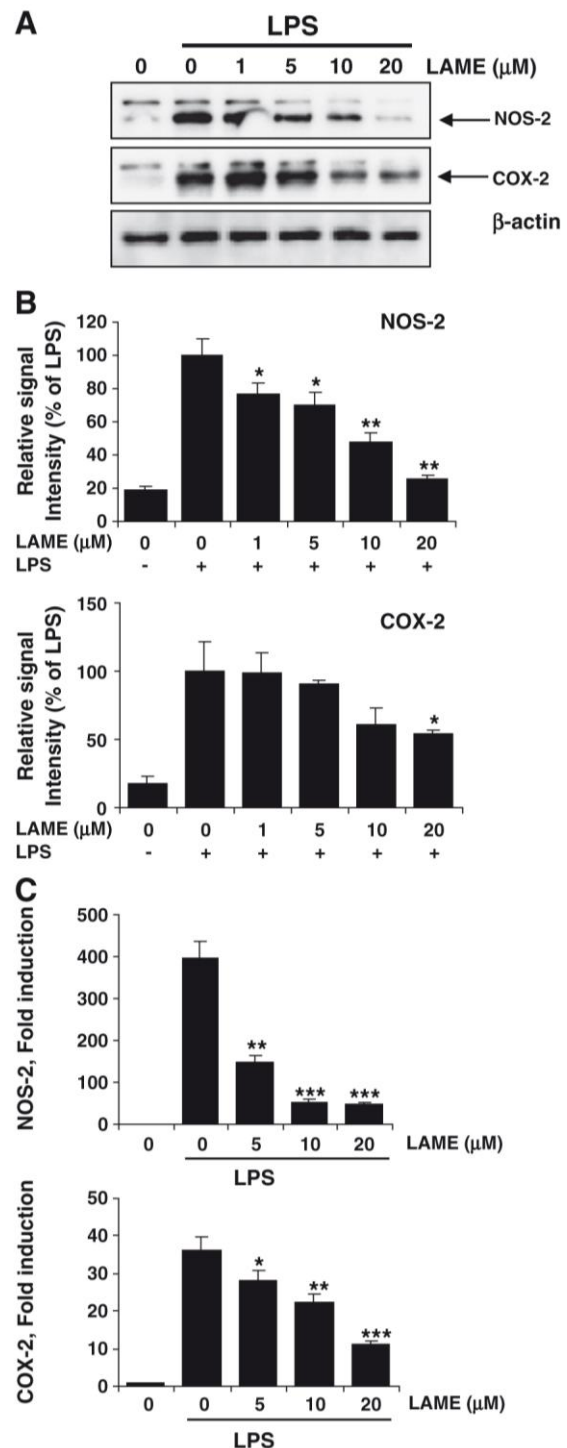 A
LPS
0 0 1 5 10 20 LAME (μM)
NOS-2
COX-2
β-actin
B
NOS-2
Relative signal
Intensity (% of LPS)
120
100
80
60
40
20
0
* * ** **
LAME (μM) 0 0 1 5 10 20
LPS - + + + + +
COX-2
Relative signal
Intensity (% of LPS)
150
100
50
0
*
LAME (μM) 0 0 1 5 10 20
LPS - + + + + +
C
NOS-2, Fold induction
500
400
300
200
100
0
** *** ***
0 0 5 10 20 LAME (μM)
LPS
COX-2, Fold induction
50
40
30
20
10
0
* ** ***
0 0 5 10 20 LAME (μM)
LPS